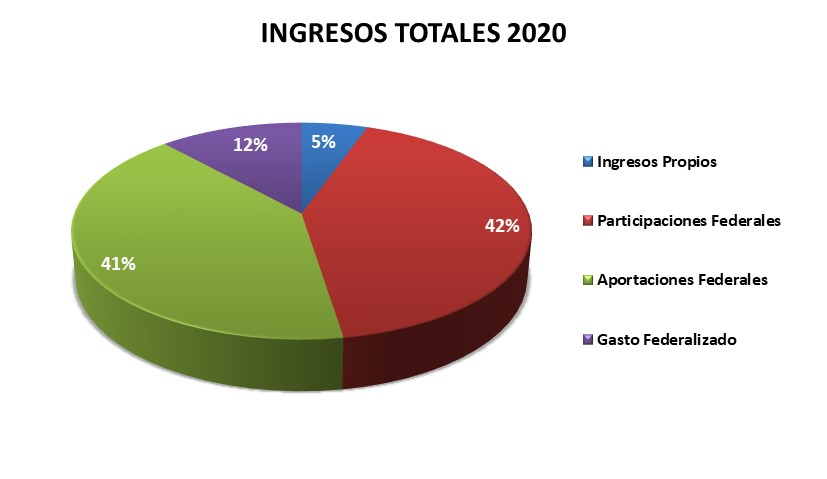 INGRESOS TOTALES 2020
12%
5%
42%
41%
Ingresos Propios
Participaciones Federales
Aportaciones Federales
Gasto Federalizado